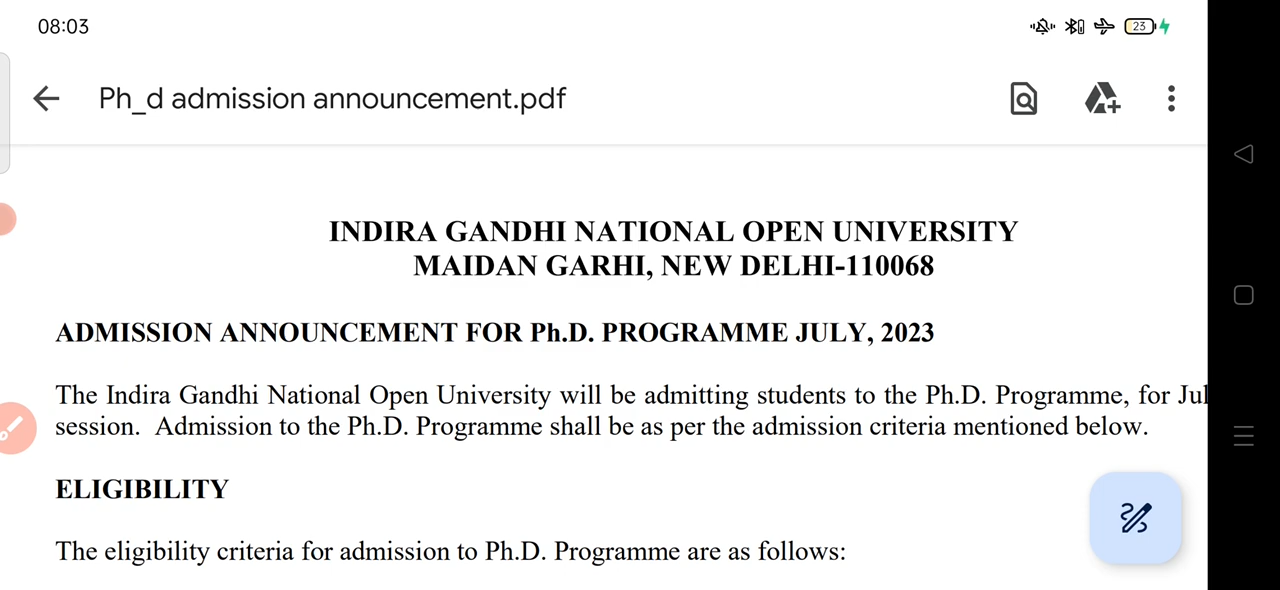 08:03
23
Ph_d admission announcement.pdf
INDIRA GANDHI NATIONAL OPEN UNIVERSITY
MAIDAN GARHI, NEW DELHI-110068
ADMISSION ANNOUNCEMENT FOR Ph.D. PROGRAMME JULY, 2023
The Indira Gandhi National Open University will be admitting students to the Ph.D. Programme, for Jul
session. Admission to the Ph.D. Programme shall be as per the admission criteria mentioned below.
ELIGIBILITY
The eligibility criteria for admission to Ph.D. Programme are as follows: